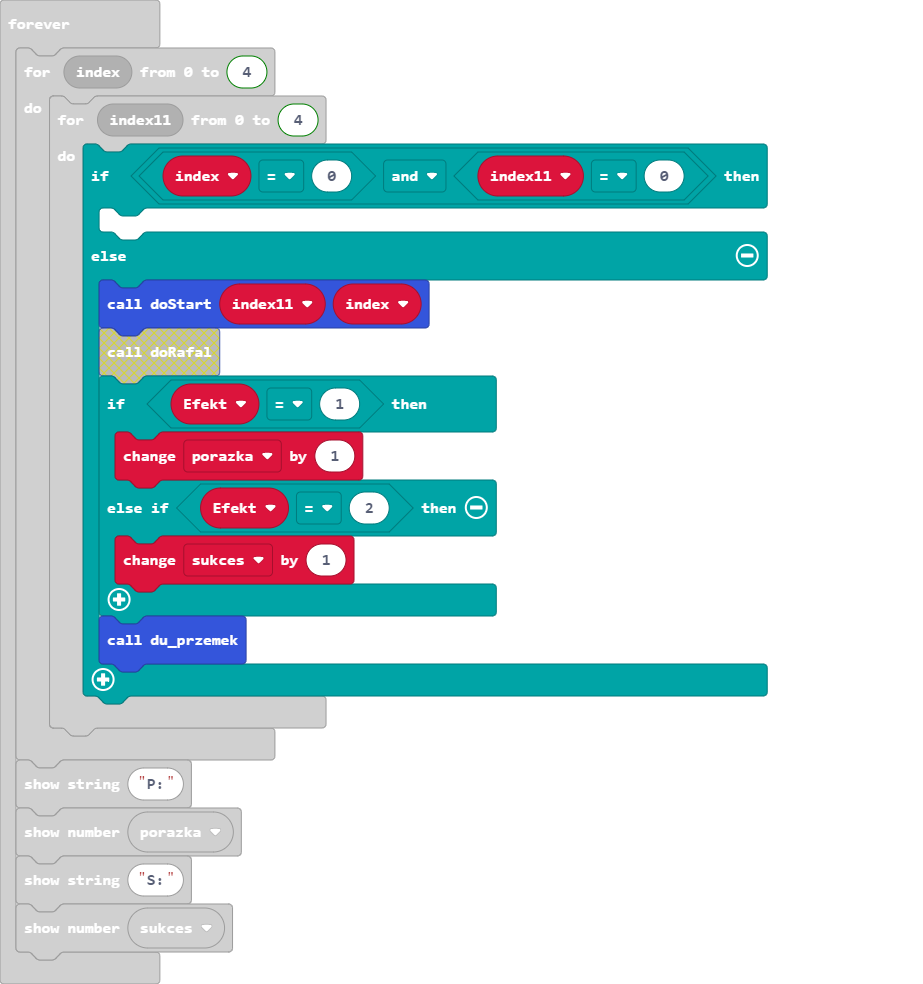 forever
for index from 0 to 4
do
for index11 from 0 to 4
do
if index = 0 and index11 = 0 then
else
call doStart index11 index
call doRafal
if Efekt = 1 then
change porazka by 1
else if Efekt = 2 then
change sukces by 1
call du_przemek
show string "P:"
show number porazka
show string "S:"
show number sukces